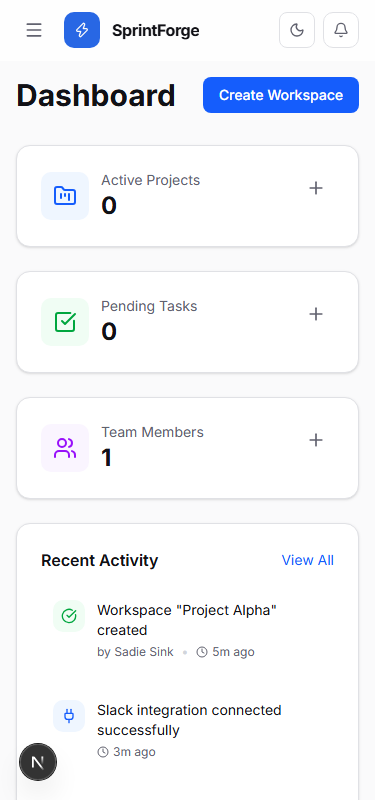 SprintForge
Dashboard
Create Workspace
Active Projects
0
Pending Tasks
0
Team Members
1
Recent Activity
View All
Workspace "Project Alpha"
created
by Sadie Sink • 5m ago
Slack integration connected
successfully
3m ago
N